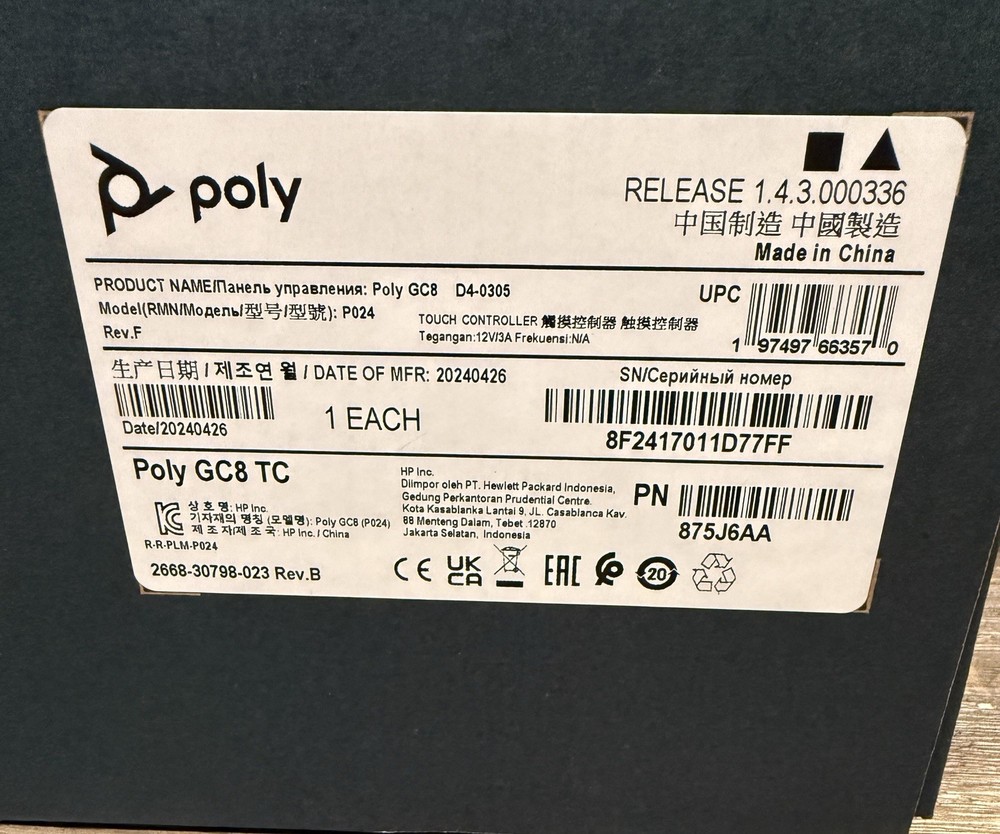 poly
RELEASE 1.4.3.000336
中国制造 中國製造
Made in China
PRODUCT NAME/Панель управления: Poly GC8 D4-0305
Model(RMN/Модель/型号/型號): P024
Rev.F
TOUCH CONTROLLER 觸摸控制器 触摸控制器
Tegangan:12V/3A Frekuensi:N/A
UPC
1 97497 66357 0
生产日期 / 제조연 월 / DATE OF MFR: 20240426
Date/20240426
1 EACH
SN/Серийный номер
8F2417011D77FF
Poly GC8 TC
상 호 명: HP Inc.
기자재의 명칭 (모델명): Poly GC8 (P024)
제 조 자/제 조 국: HP Inc. / China
R-R-PLM-P024
2668-30798-023 Rev.B
HP Inc.
Diimpor oleh PT. Hewlett Packard Indonesia,
Gedung Perkantoran Prudential Centre.
Kota Kasablanka Lantai 9, JL. Casablanca Kav.
88 Menteng Dalam, Tebet .12870
Jakarta Selatan, Indonesia
PN
875J6AA
CE UK CA EAC 20